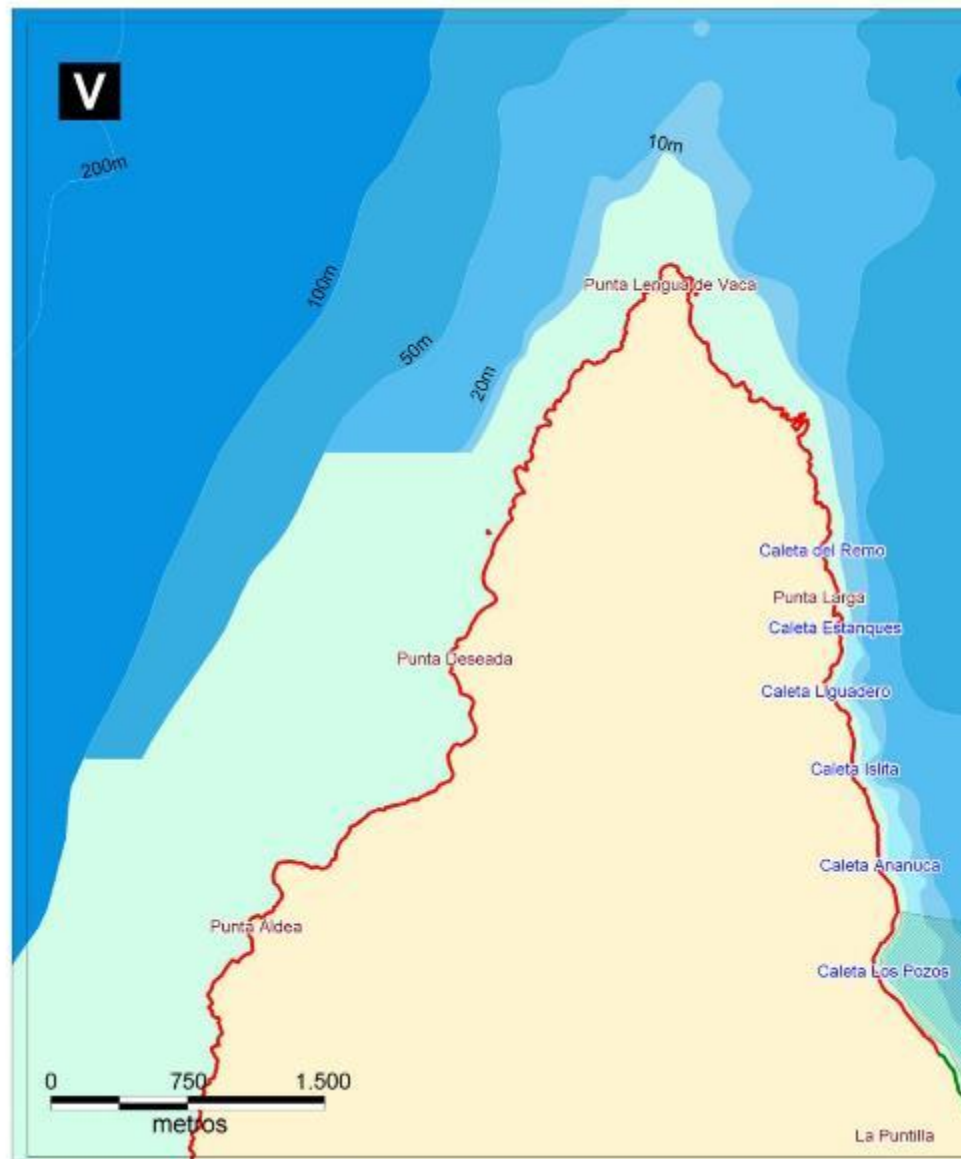 V
10m
200m
Punta Lengua de Vaca
100m
50m
20m
Caleta del Remo
Punta Larga
Caleta Estanques
Punta Deseada
Caleta Liguadero
Caleta Islita
Caleta Ananuca
Punta Aldea
Caleta Los Pozos
0 750 1.500
metros
La Puntilla